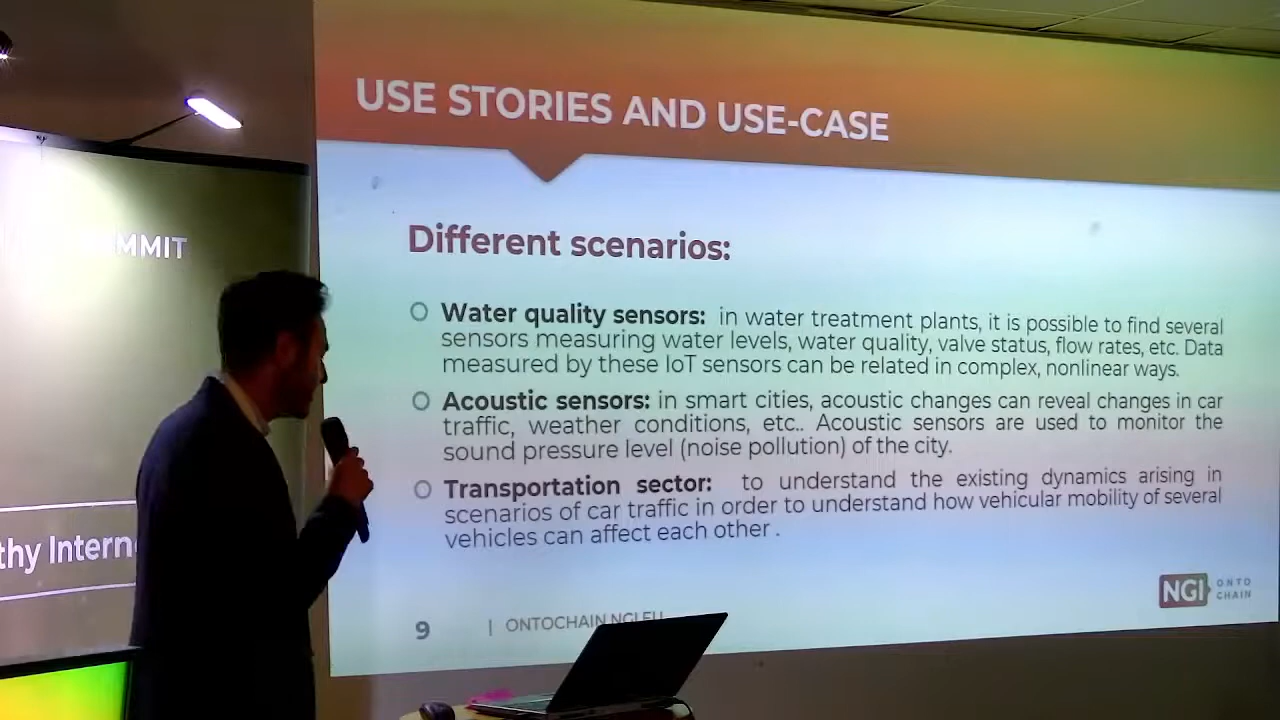 USE STORIES AND USE-CASE
MMIT
Different scenarios:
Water quality sensors: in water treatment plants, it is possible to find several
sensors measuring water levels, water quality, valve status, flow rates, etc. Data
measured by these IoT sensors can be related in complex, nonlinear ways.
Acoustic sensors: in smart cities, acoustic changes can reveal changes in car
traffic, weather conditions, etc.. Acoustic sensors are used to monitor the
sound pressure level (noise pollution) of the city.
Transportation sector: to understand the existing dynamics arising in
scenarios of car traffic in order to understand how vehicular mobility of several
vehicles can affect each other .
thy Intern
NGI ONTO
CHAIN
9 | ONTOCHAIN.NGI.EU